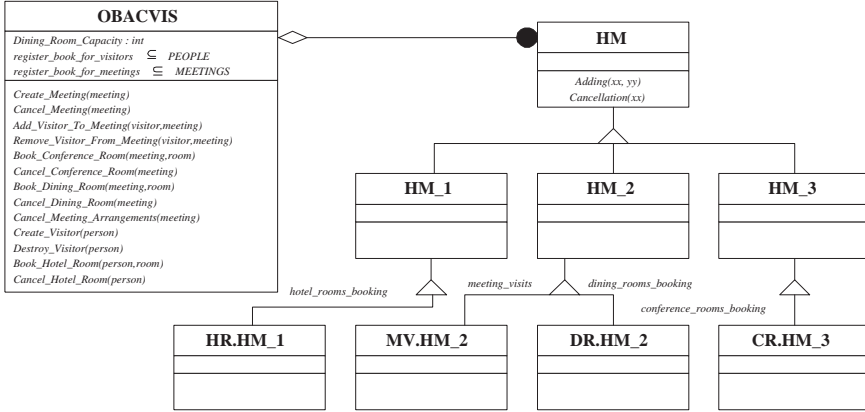 OBACVIS
Dining_Room_Capacity : int
register_book_for_visitors ⊆ PEOPLE
register_book_for_meetings ⊆ MEETINGS
Create_Meeting(meeting)
Cancel_Meeting(meeting)
Add_Visitor_To_Meeting(visitor,meeting)
Remove_Visitor_From_Meeting(visitor,meeting)
Book_Conference_Room(meeting,room)
Cancel_Conference_Room(meeting)
Book_Dining_Room(meeting,room)
Cancel_Dining_Room(meeting)
Cancel_Meeting_Arrangements(meeting)
Create_Visitor(person)
Destroy_Visitor(person)
Book_Hotel_Room(person,room)
Cancel_Hotel_Room(person)
HM
Adding(xx, yy)
Cancellation(xx)
HM_1
HM_2
HM_3
hotel_rooms_booking
meeting_visits
dining_rooms_booking
conference_rooms_booking
HR.HM_1
MV.HM_2
DR.HM_2
CR.HM_3